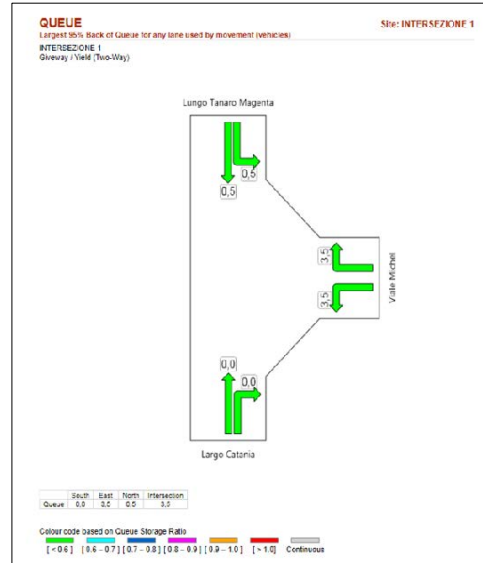 QUEUE
Site: INTERSEZIONE 1
Largest 95% Back of Queue for any lane used by movement (vehicles)
INTERSEZIONE 1
Giveway / Yield (Two-Way)
Lungo Tanaro Magenta
0,5
0,5
3,5
Viale Michel
3,5
0,0
0,0
Largo Catania
South East North Intersection
Queue 0,0 3,5 0,5 3,5
Colour code based on Queue Storage Ratio
[ < 0.6 ] [ 0.6 – 0.7 ] [ 0.7 – 0.8 ] [ 0.8 – 0.9 ] [ 0.9 – 1.0 ] [ > 1.0 ] Continuous